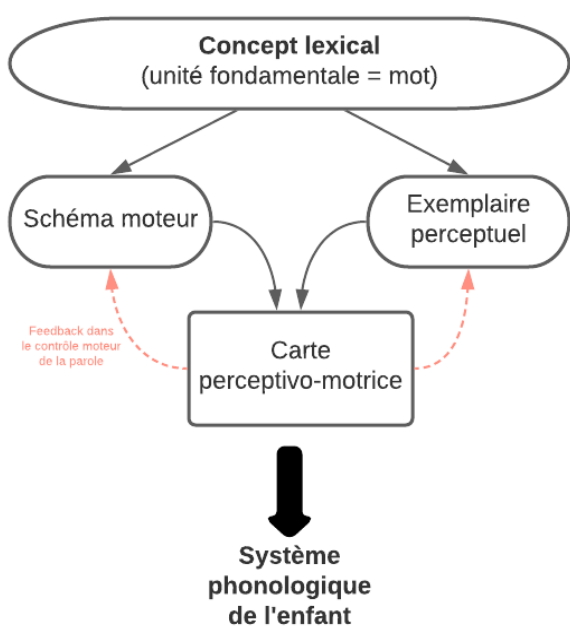 Concept lexical
(unité fondamentale = mot)
Schéma moteur
Exemplaire
perceptuel
Feedback dans
le contrôle moteur
de la parole
Carte
perceptivo-motrice
Système
phonologique
de l'enfant